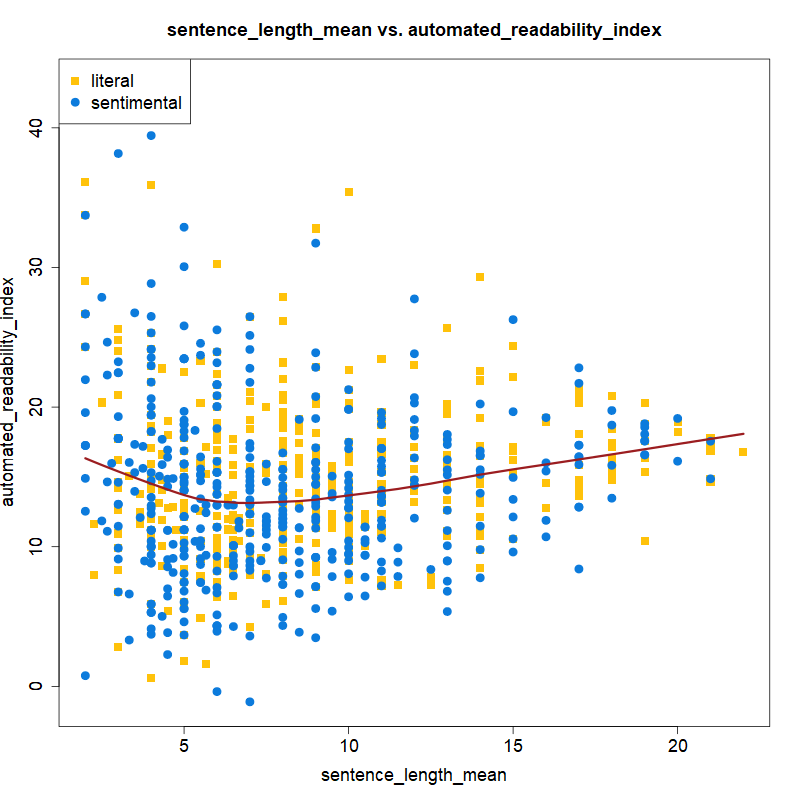 sentence_length_mean vs. automated_readability_index
literal
sentimental
automated_readability_index
40
30
20
10
0
5 10 15 20
sentence_length_mean